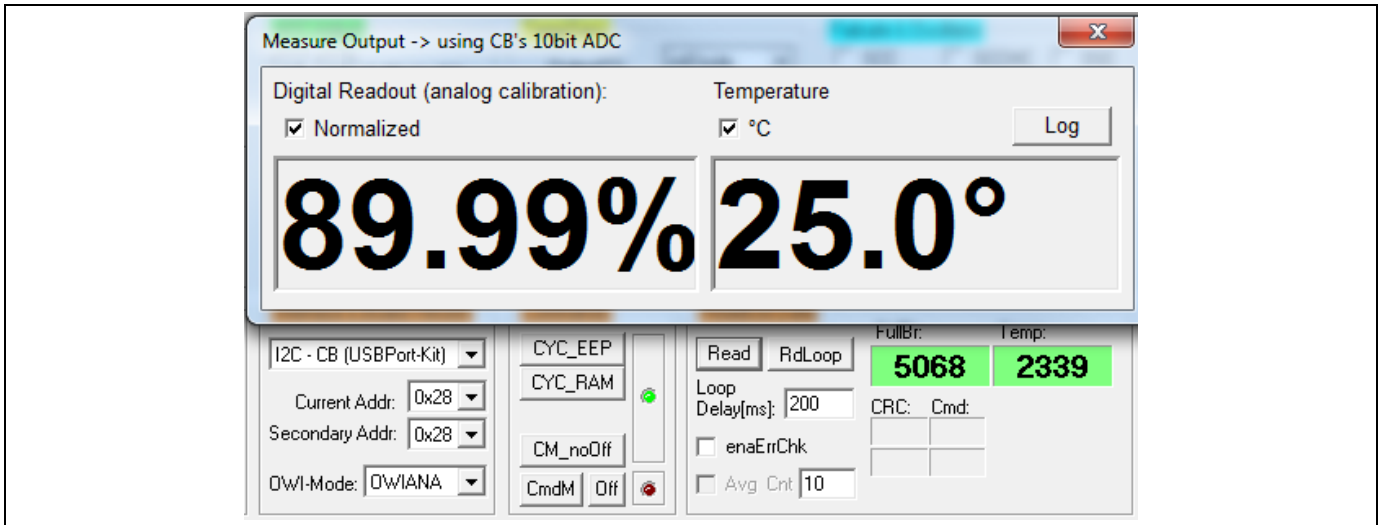 Measure Output -> using CB's 10bit ADC
x
Digital Readout (analog calibration):
Normalized
Temperature
°C
Log
89.99%
25.0°
I2C - CB (USBPort-Kit)
Current Addr: 0x28
Secondary Addr: 0x28
OWI-Mode: OWIANA
CYC_EEP
CYC_RAM
CM_noOff
CmdM Off
Read RdLoop
Loop
Delay[ms]: 200
enaErrChk
Avg Cnt 10
FullBr: Temp:
5068 2339
CRC: Cmd: